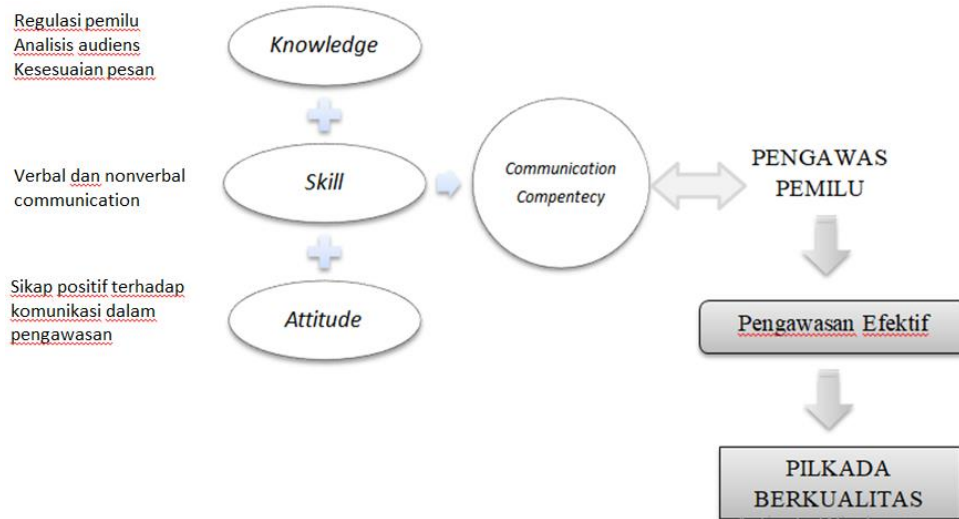 Regulasi pemilu
Analisis audiens
Kesesuaian pesan
Knowledge
Verbal dan nonverbal
communication
Skill
Sikap positif terhadap
komunikasi dalam
pengawasan
Attitude
Communication
Compentecy
PENGAWAS
PEMILU
Pengawasan Efektif
PILKADA
BERKUALITAS